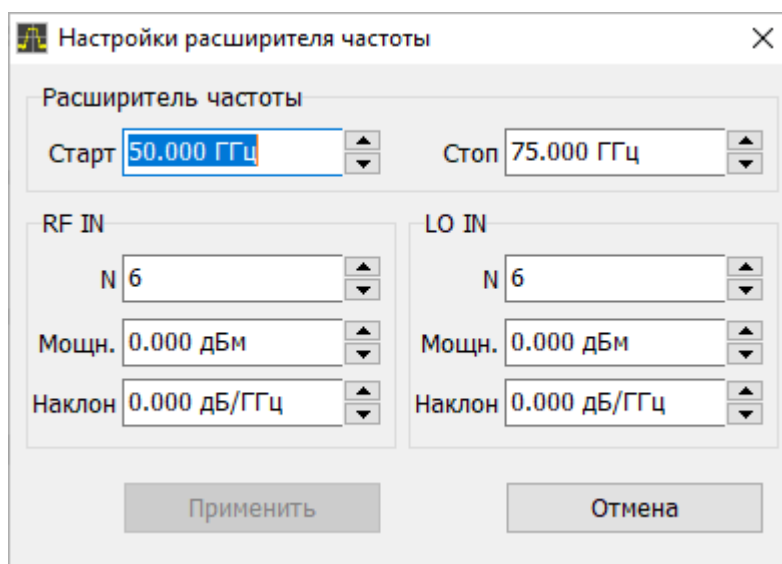 Настройки расширителя частоты
Расширитель частоты
Старт 50.000 ГГц Стоп 75.000 ГГц
RF IN LO IN
N 6 N 6
Мощн. 0.000 дБм Мощн. 0.000 дБм
Наклон 0.000 дБ/ГГц Наклон 0.000 дБ/ГГц
Применить Отмена